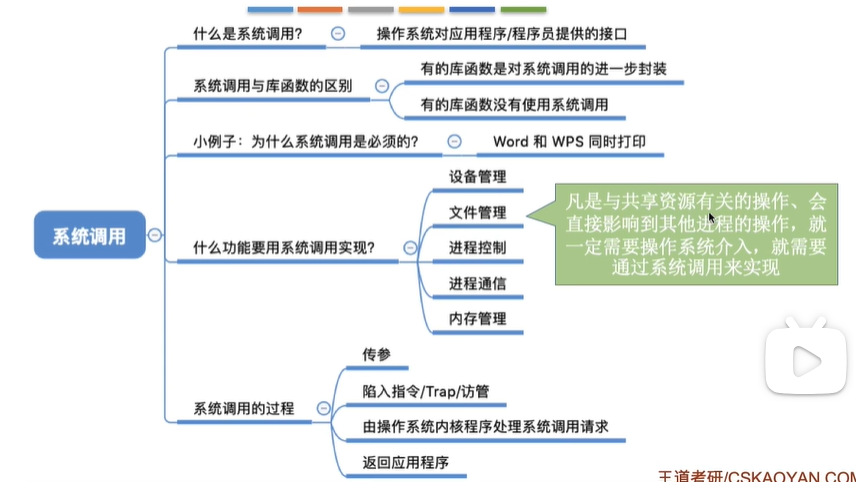 什么是系统调用?
操作系统对应用程序/程序员提供的接口
系统调用与库函数的区别
有的库函数是对系统调用的进一步封装
有的库函数没有使用系统调用
小例子：为什么系统调用是必须的?
Word 和 WPS 同时打印
系统调用
什么功能要用系统调用实现?
设备管理
文件管理
进程控制
进程通信
内存管理
凡是与共享资源有关的操作、会
直接影响到其他进程的操作，就
一定需要操作系统介入，就需要
通过系统调用来实现
系统调用的过程
传参
陷入指令/Trap/访管
由操作系统内核程序处理系统调用请求
返回应用程序
王道考研/CSKAOYAN.COM